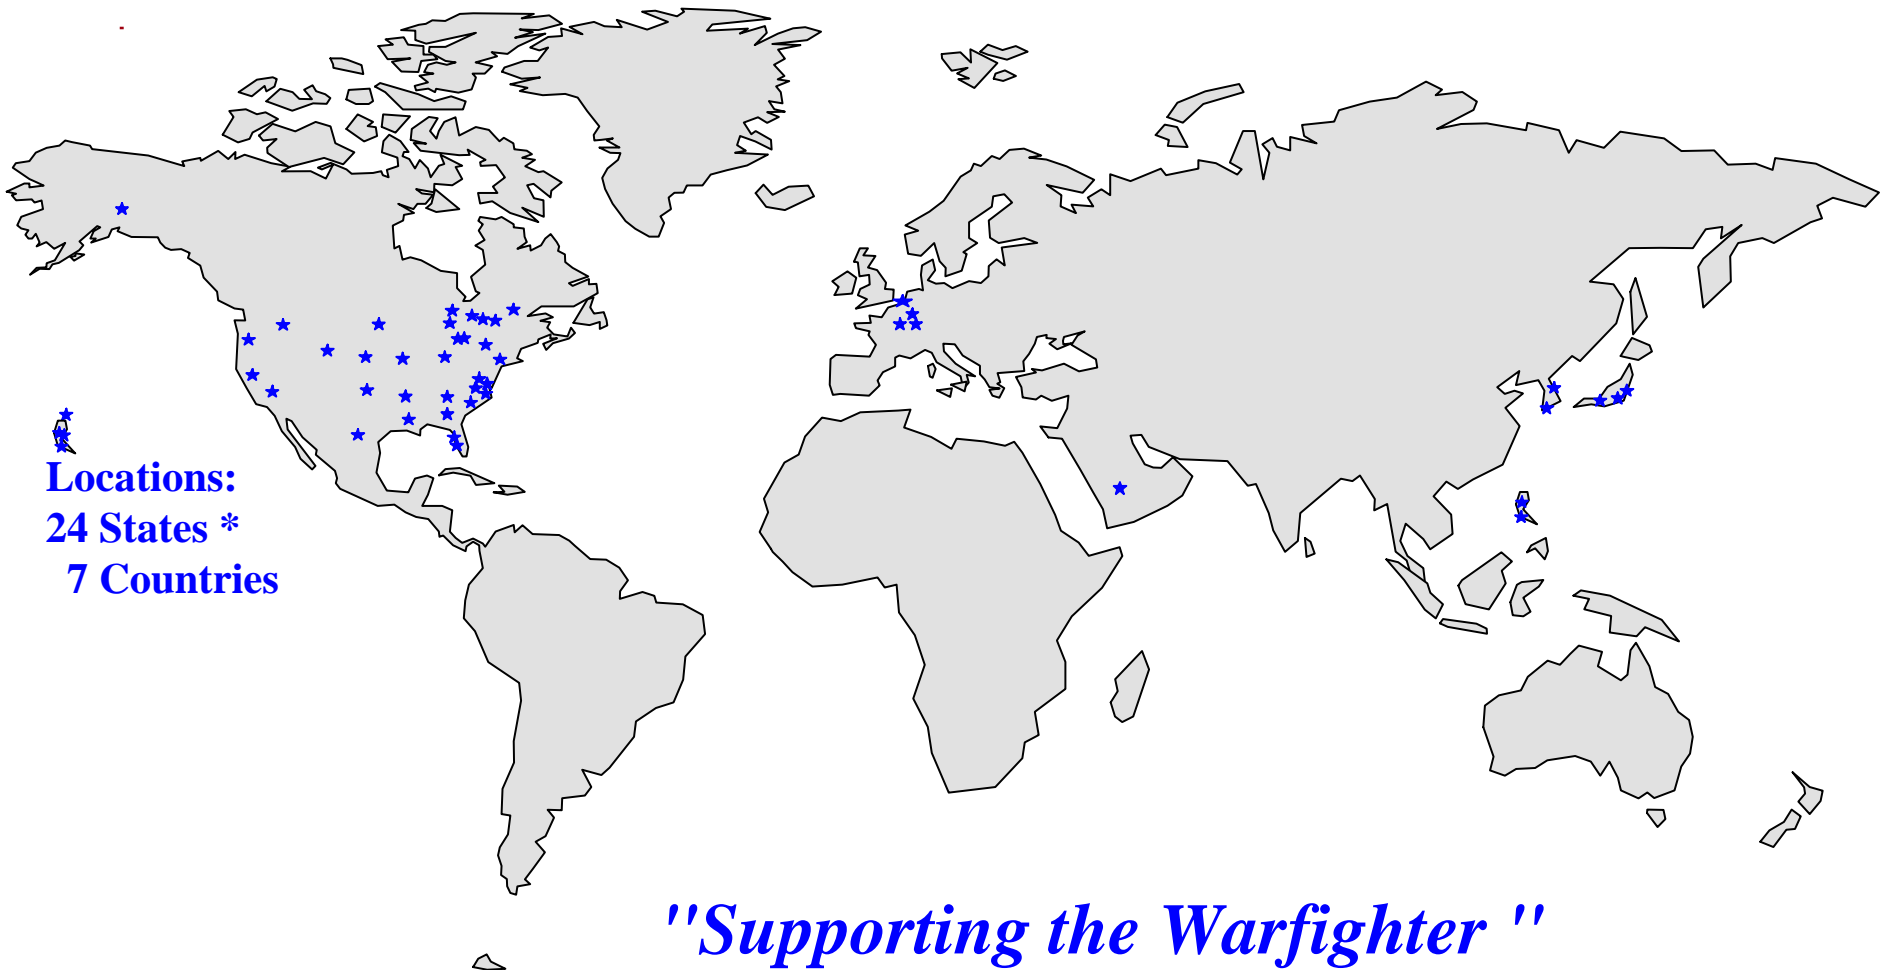 Locations:
24 States *
7 Countries
"Supporting the Warfighter "